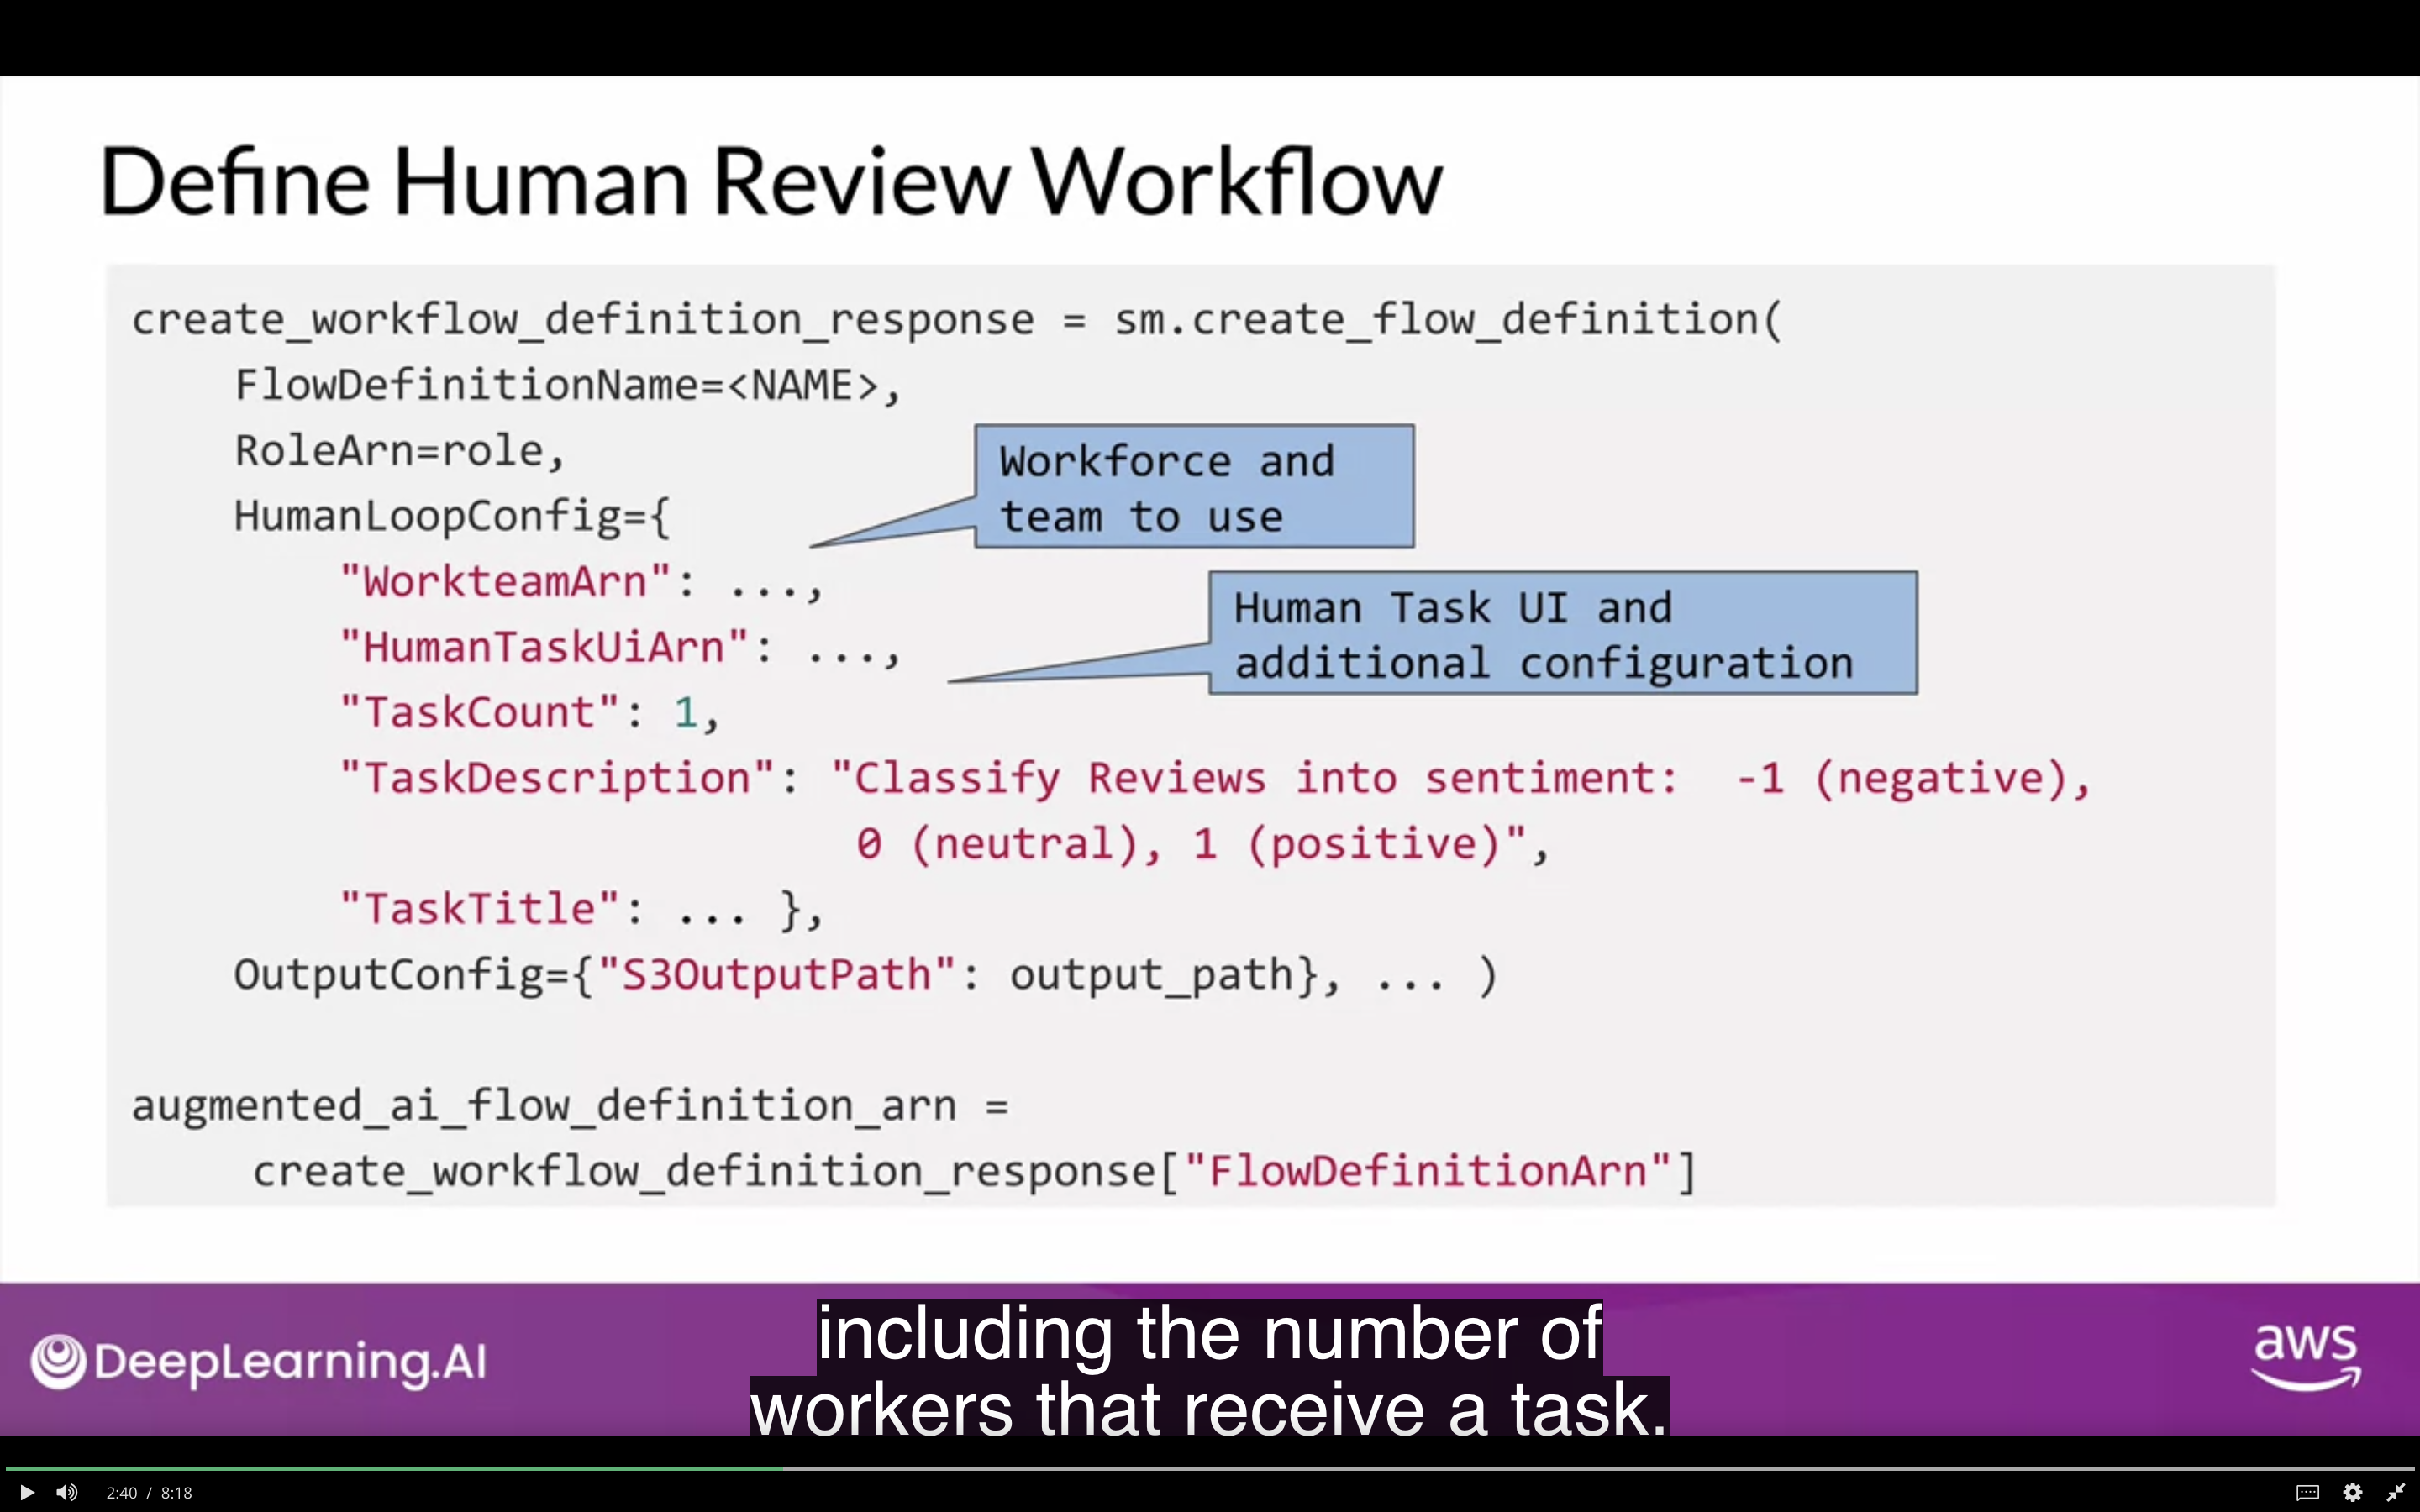 Define Human Review Workflow
create_workflow_definition_response = sm.create_flow_definition(
FlowDefinitionName=<NAME>,
RoleArn=role,
HumanLoopConfig={
Workforce and
team to use
"WorkteamArn": ...,
"HumanTaskUiArn": ...,
Human Task UI and
additional configuration
"TaskCount": 1,
"TaskDescription": "Classify Reviews into sentiment:  -1 (negative),
0 (neutral), 1 (positive)",
"TaskTitle": ... },
OutputConfig={"S3OutputPath": output_path}, ... )
augmented_ai_flow_definition_arn =
create_workflow_definition_response["FlowDefinitionArn"]
DeepLearning.AI
including the number of
workers that receive a task.
aws
2:40 / 8:18